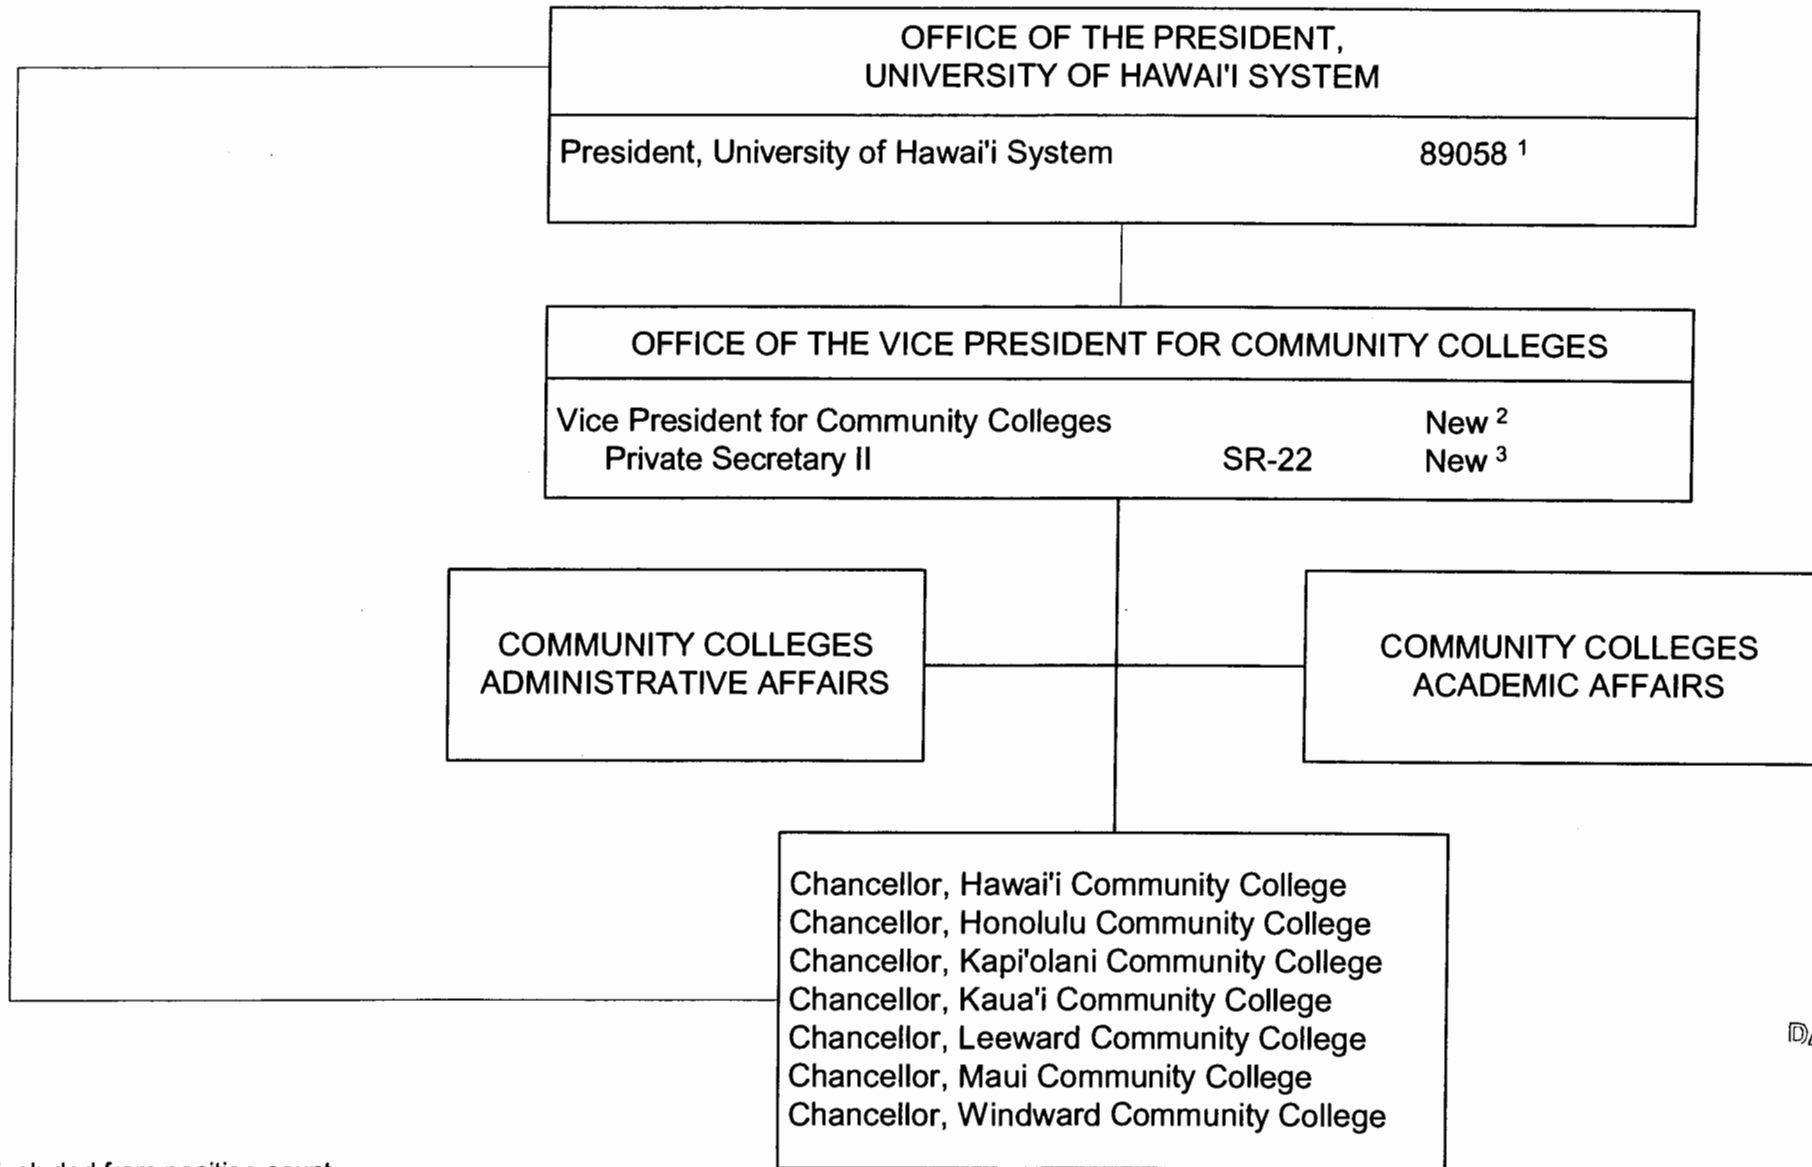 OFFICE OF THE PRESIDENT,
UNIVERSITY OF HAWAI'I SYSTEM
President, University of Hawai'i System 89058 1
OFFICE OF THE VICE PRESIDENT FOR COMMUNITY COLLEGES
Vice President for Community Colleges New 2
Private Secretary II SR-22 New 3
COMMUNITY COLLEGES
ADMINISTRATIVE AFFAIRS
COMMUNITY COLLEGES
ACADEMIC AFFAIRS
Chancellor, Hawai'i Community College
Chancellor, Honolulu Community College
Chancellor, Kapi'olani Community College
Chancellor, Kaua'i Community College
Chancellor, Leeward Community College
Chancellor, Maui Community College
Chancellor, Windward Community College
from position count